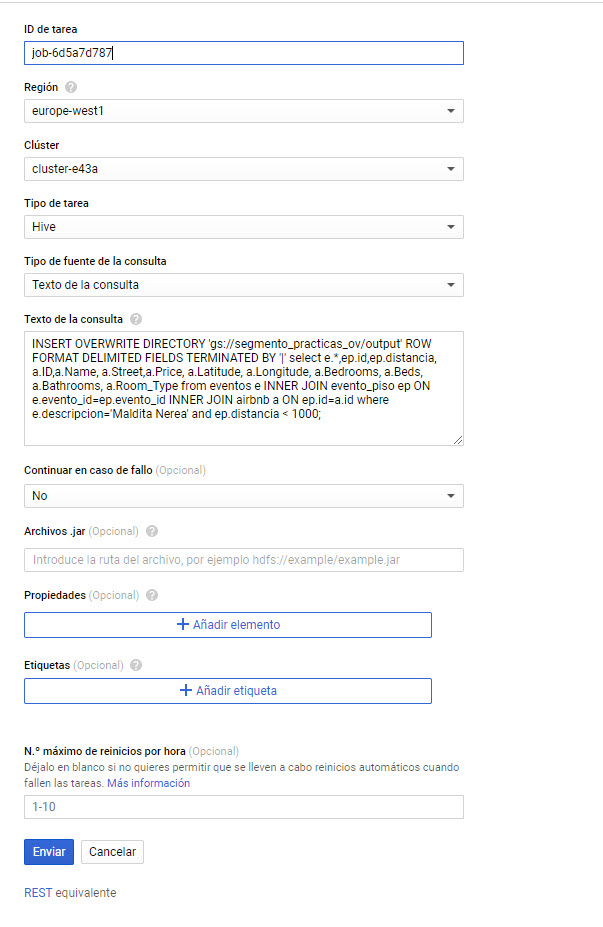 ID de tarea
job-6d5a7d787
Región
europe-west1
Clúster
cluster-e43a
Tipo de tarea
Hive
Tipo de fuente de la consulta
Texto de la consulta
Texto de la consulta
INSERT OVERWRITE DIRECTORY 'gs://segmento_practicas_ov/output' ROW
FORMAT DELIMITED FIELDS TERMINATED BY '|' select e.*,ep.id,ep.distancia,
a.ID,a.Name, a.Street,a.Price, a.Latitude, a.Longitude, a.Bedrooms, a.Beds,
a.Bathrooms, a.Room_Type from eventos e INNER JOIN evento_piso ep ON
e.evento_id=ep.evento_id INNER JOIN airbnb a ON ep.id=a.id where
e.descripcion='Maldita Nerea' and ep.distancia < 1000;
Continuar en caso de fallo (Opcional)
No
Archivos .jar (Opcional)
Introduce la ruta del archivo, por ejemplo hdfs://example/example.jar
Propiedades (Opcional)
+ Añadir elemento
Etiquetas (Opcional)
+ Añadir etiqueta
N.º máximo de reinicios por hora (Opcional)
Déjalo en blanco si no quieres permitir que se lleven a cabo reinicios automáticos cuando
fallen las tareas. Más información
1-10
Enviar Cancelar
REST equivalente